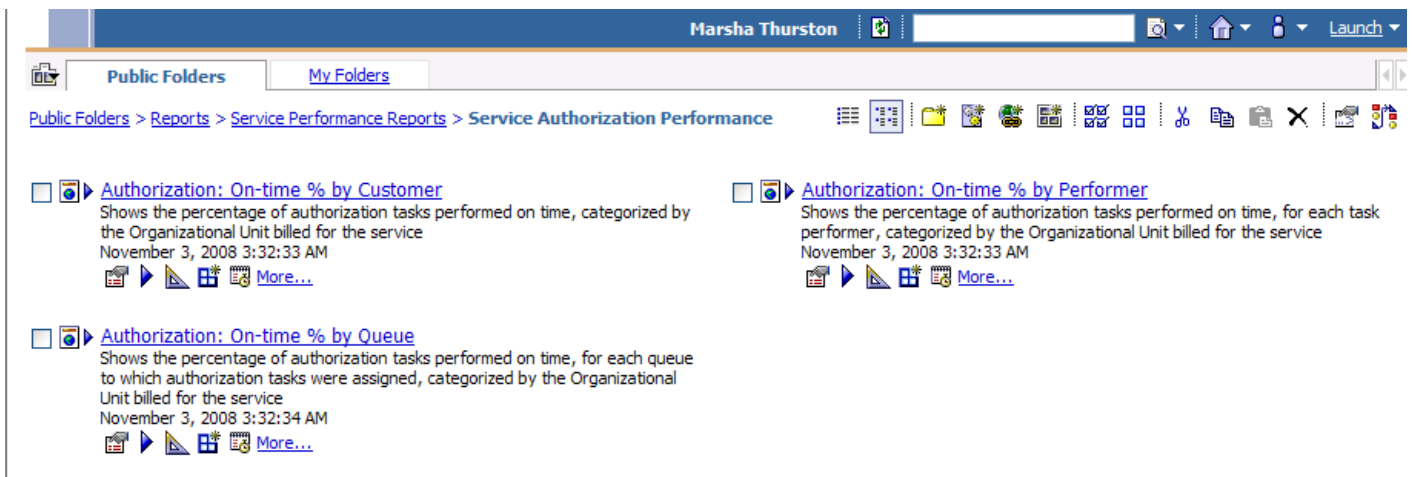 Marsha Thurston
Launch
Public Folders
My Folders
Public Folders > Reports > Service Performance Reports > Service Authorization Performance
Authorization: On-time % by Customer
Shows the percentage of authorization tasks performed on time, categorized by
the Organizational Unit billed for the service
November 3, 2008 3:32:33 AM
More...
Authorization: On-time % by Performer
Shows the percentage of authorization tasks performed on time, for each task
performer, categorized by the Organizational Unit billed for the service
November 3, 2008 3:32:33 AM
More...
Authorization: On-time % by Queue
Shows the percentage of authorization tasks performed on time, for each queue
to which authorization tasks were assigned, categorized by the Organizational
Unit billed for the service
November 3, 2008 3:32:34 AM
More...